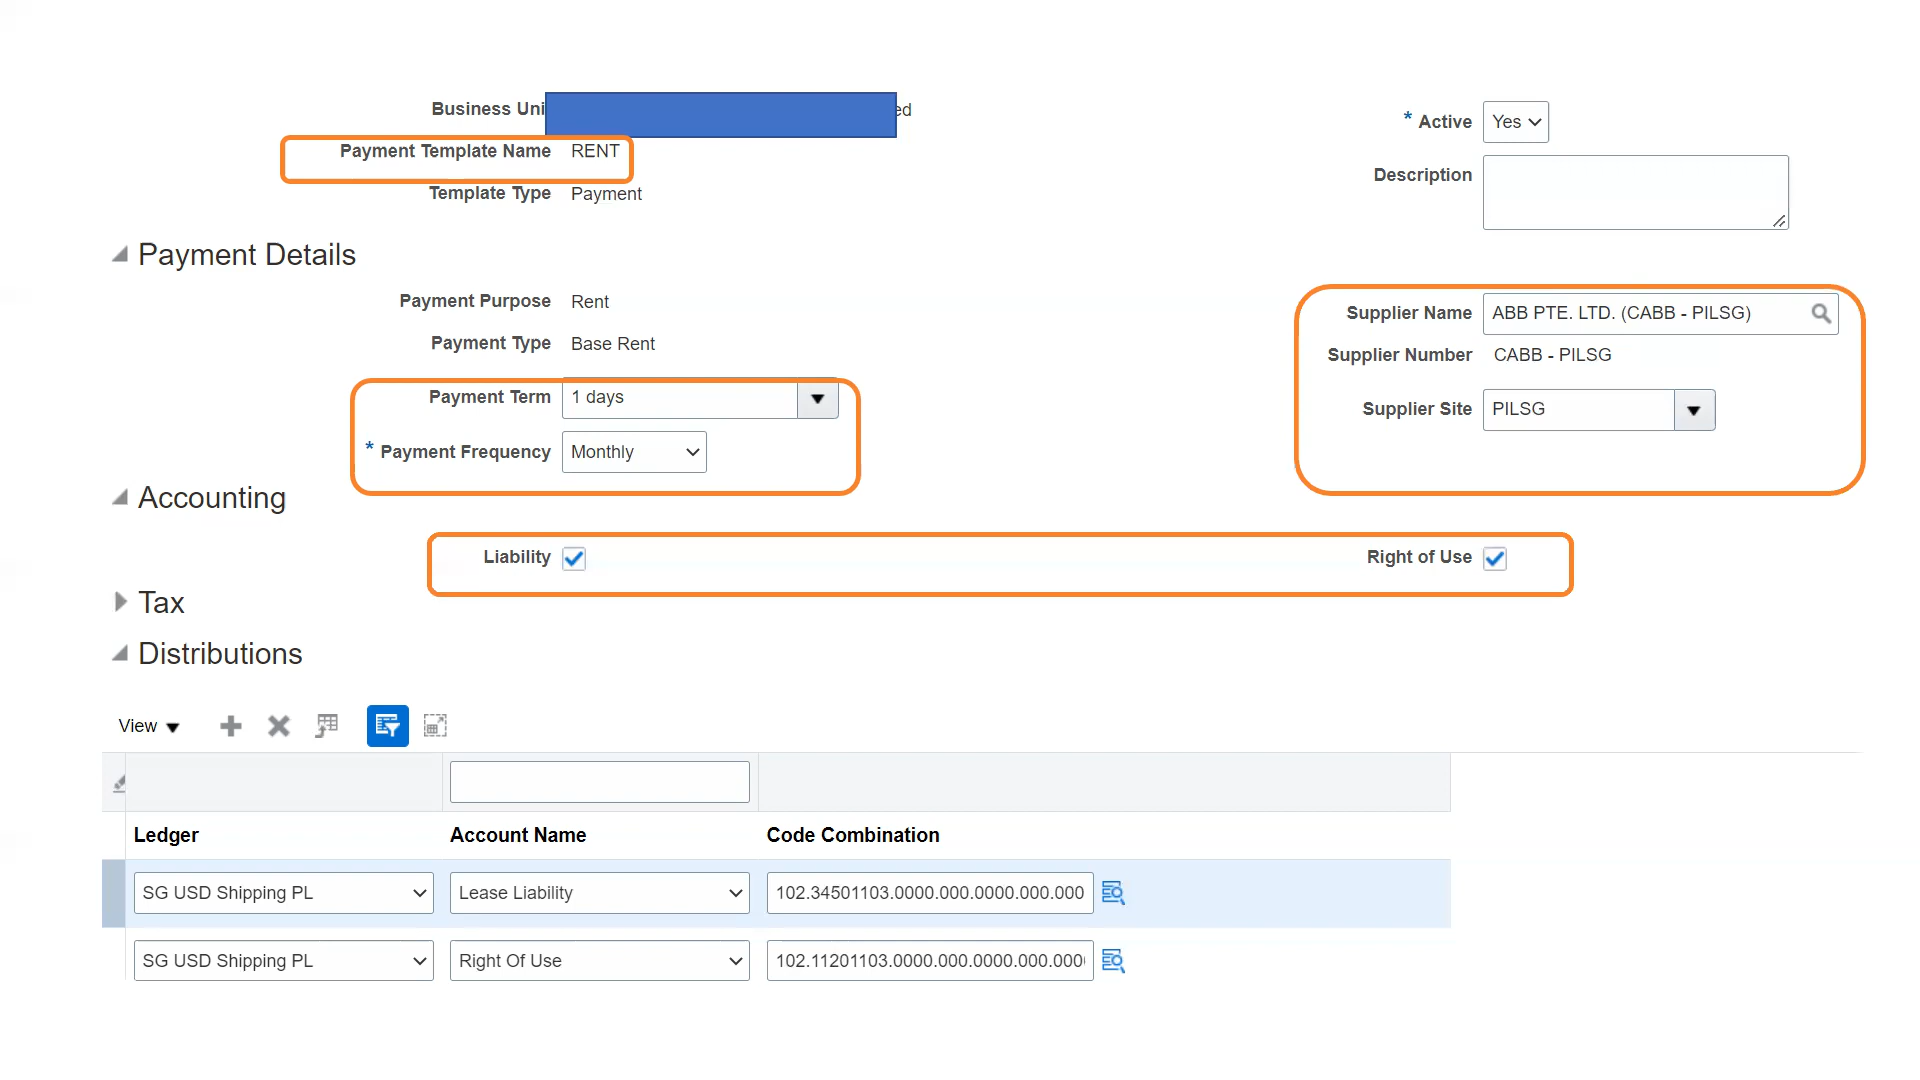 Business Uni ed
* Active Yes
Payment Template Name RENT
Description
Template Type Payment
Payment Details
Payment Purpose Rent
Supplier Name ABB PTE. LTD. (CABB - PILSG)
Payment Type Base Rent
Supplier Number CABB - PILSG
Payment Term 1 days
Supplier Site PILSG
* Payment Frequency Monthly
Accounting
Liability Right of Use
Tax
Distributions
View
Ledger Account Name Code Combination
SG USD Shipping PL Lease Liability 102.34501103.0000.000.0000.000.000
SG USD Shipping PL Right Of Use 102.11201103.0000.000.0000.000.000